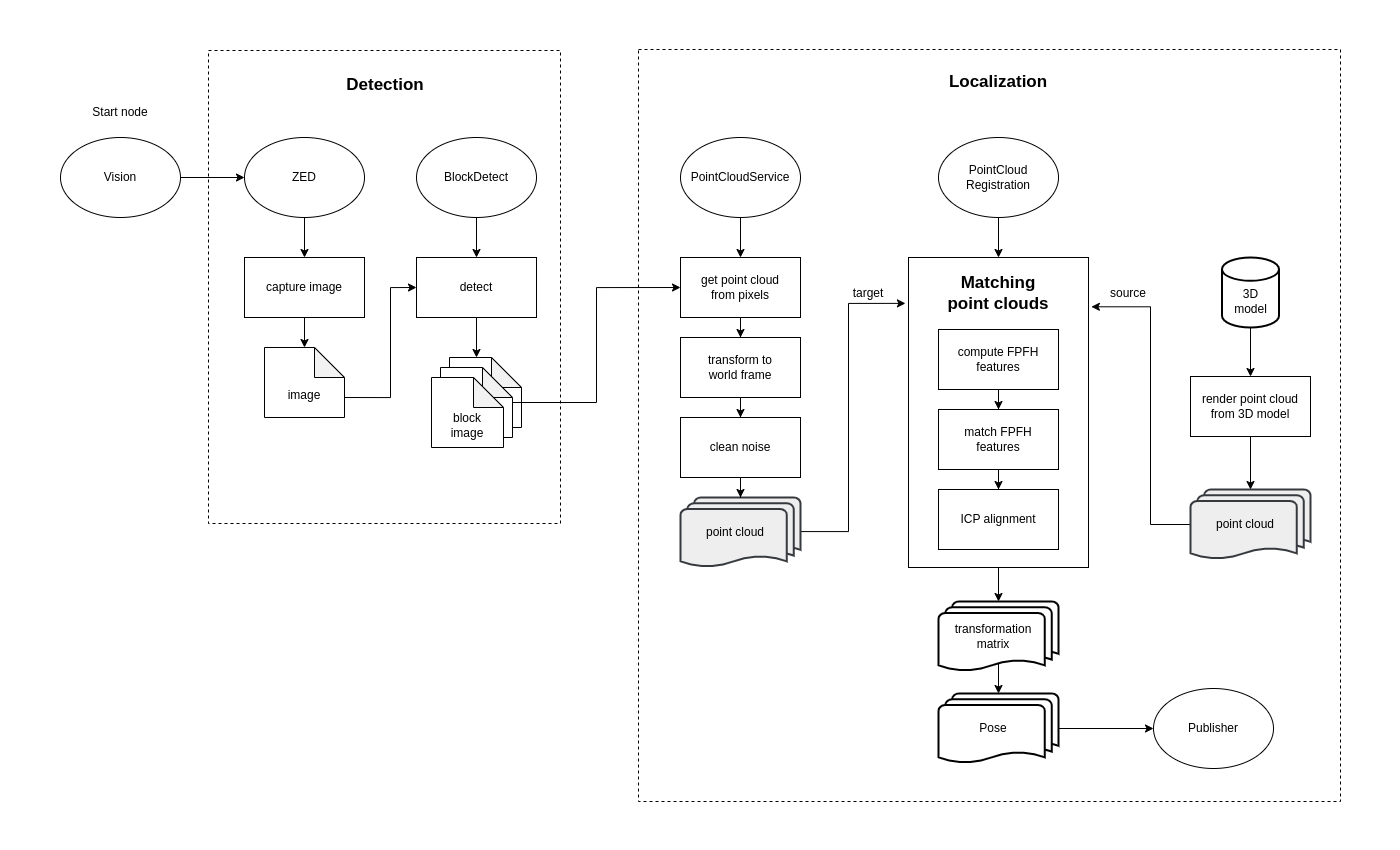 Detection
Localization
Start node
Vision
ZED
BlockDetect
PointCloudService
PointCloud
Registration
capture image
detect
get point cloud
from pixels
target
Matching
point clouds
source
3D
model
image
block
image
transform to
world frame
compute FPFH
features
render point cloud
from 3D model
clean noise
match FPFH
features
point cloud
ICP alignment
point cloud
transformation
matrix
Pose
Publisher